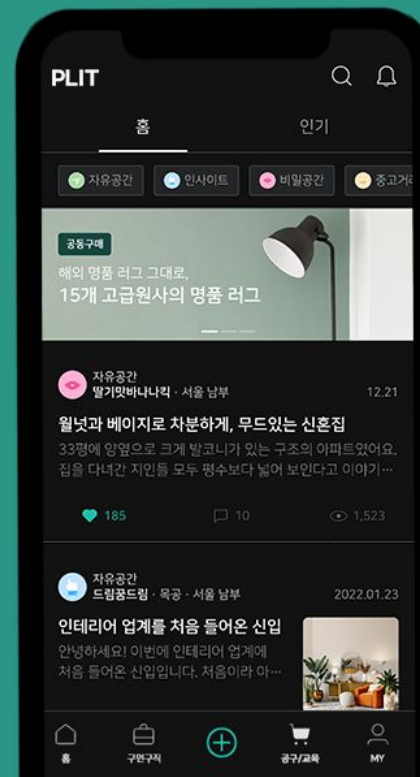 PLIT
홈
인기
자유공간
인사이트
비밀공간
중고거래
공동구매
해외 명품 러그 그대로,
15개 고급원사의 명품 러그
자유공간
딸기맛바나나킥 · 서울 남부
12.21
월넛과 베이지로 차분하게, 무드있는 신혼집
33평에 앞옆으로 크게 발코니가 있는 구조의 아파트였어요.
집을 다녀간 지인들 모두 평수보다 넓어 보인다고 이야기…
185
10
1,523
자유공간
드림꿈드림 · 목공 · 서울 남부
2022.01.23
인테리어 업계를 처음 들어온 신입
안녕하세요! 이번에 인테리어 업계에
처음 들어온 신입입니다. 처음이라 아…
홈
구인구직
공구/교육
MY